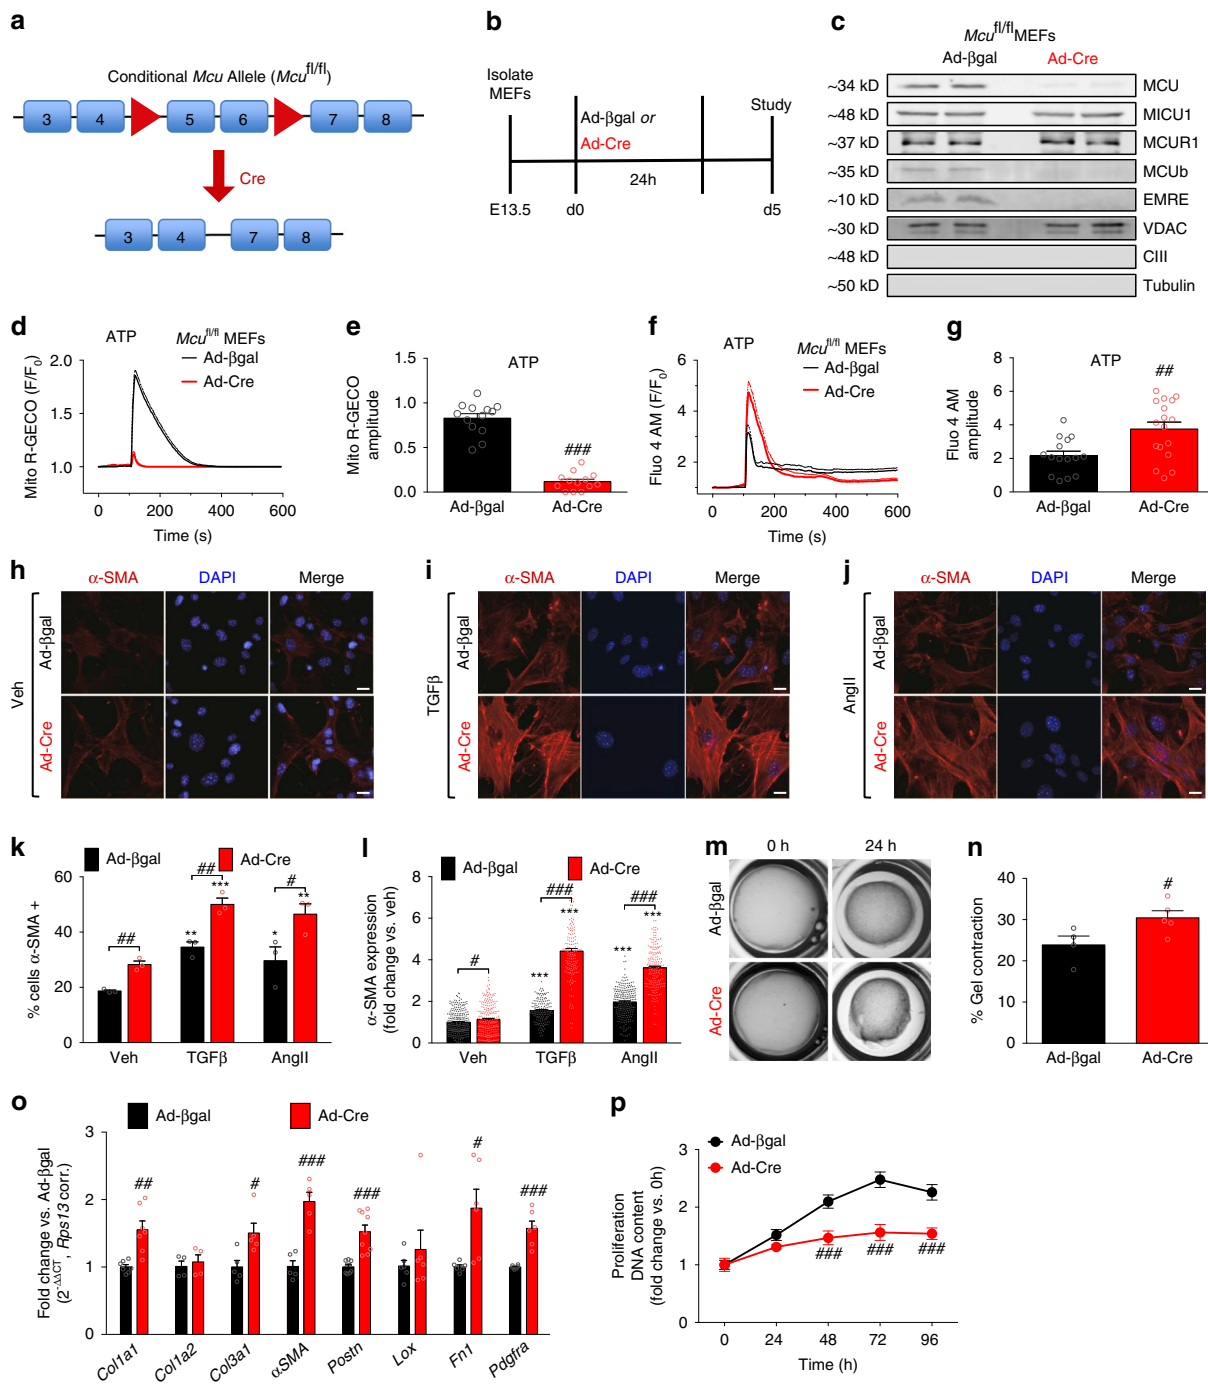 a
Conditional Mcu Allele (Mcu^fl/fl)
3 4 5 6 7 8
Cre
3 4 7 8
b
Isolate
MEFs
Ad-βgal or
Ad-Cre
Study
24h
E13.5 d0 d5
c
Mcu^fl/fl MEFs
Ad-βgal Ad-Cre
~34 kD MCU
~48 kD MICU1
~37 kD MCUR1
~35 kD MCUb
~10 kD EMRE
~30 kD VDAC
~48 kD CIII
~50 kD Tubulin
d
ATP
Mcu^fl/fl MEFs
Ad-βgal
Ad-Cre
Mito R-GECO (F/F0)
2.0
1.5
1.0
0 200 400 600
Time (s)
e
ATP
Mito R-GECO
amplitude
1.5
1.0
0.5
0.0
###
Ad-βgal Ad-Cre
f
ATP
Mcu^fl/fl MEFs
Ad-βgal
Ad-Cre
Fluo 4 AM (F/F0)
6
4
2
0 200 400 600
Time (s)
g
ATP
Fluo 4 AM
amplitude
8
6
4
2
0
##
Ad-βgal Ad-Cre
h
α-SMA DAPI Merge
Veh
Ad-βgal
Ad-Cre
i
α-SMA DAPI Merge
TGFβ
Ad-βgal
Ad-Cre
j
α-SMA DAPI Merge
AngII
Ad-βgal
Ad-Cre
k
Ad-βgal Ad-Cre
% cells α-SMA +
60
40
20
0
##
##
**
***
#
*
**
Veh TGFβ AngII
l
Ad-βgal Ad-Cre
α-SMA expression
(fold change vs. veh)
8
6
4
2
0
#
###
***
***
###
***
***
Veh TGFβ AngII
m
0 h 24 h
Ad-βgal
Ad-Cre
n
% Gel contraction
40
30
20
10
0
#
Ad-βgal Ad-Cre
o
Ad-βgal Ad-Cre
Fold change vs. Ad-βgal
(2^-ΔΔCT, Rps13 corr.)
3
2
1
0
## # ### ### # ###
Col1a1 Col1a2 Col3a1 αSMA Postn Lox Fn1 Pdgfra
p
Ad-βgal
Ad-Cre
Proliferation
DNA content
(fold change vs. 0h)
3
2
1
0
### ### ###
0 24 48 72 96
Time (h)